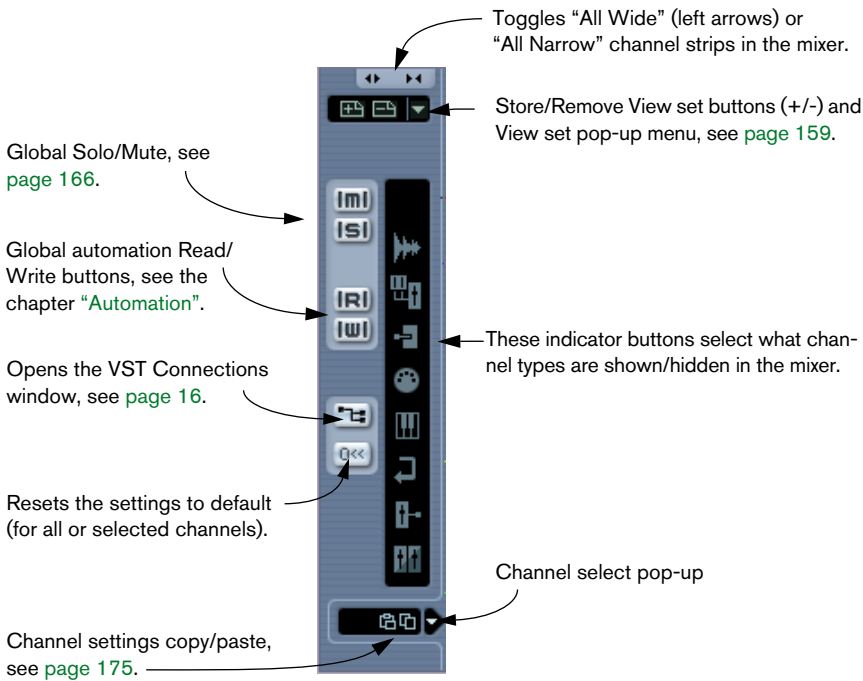 Toggles “All Wide” (left arrows) or
“All Narrow” channel strips in the mixer.
Store/Remove View set buttons (+/-) and
View set pop-up menu, see page 159.
Global Solo/Mute, see
page 166.
M
S
Global automation Read/
Write buttons, see the
chapter “Automation”.
R
W
These indicator buttons select what chan-
nel types are shown/hidden in the mixer.
Opens the VST Connections
window, see page 16.
0<<
Resets the settings to default
(for all or selected channels).
Channel select pop-up
Channel settings copy/paste,
see page 175.